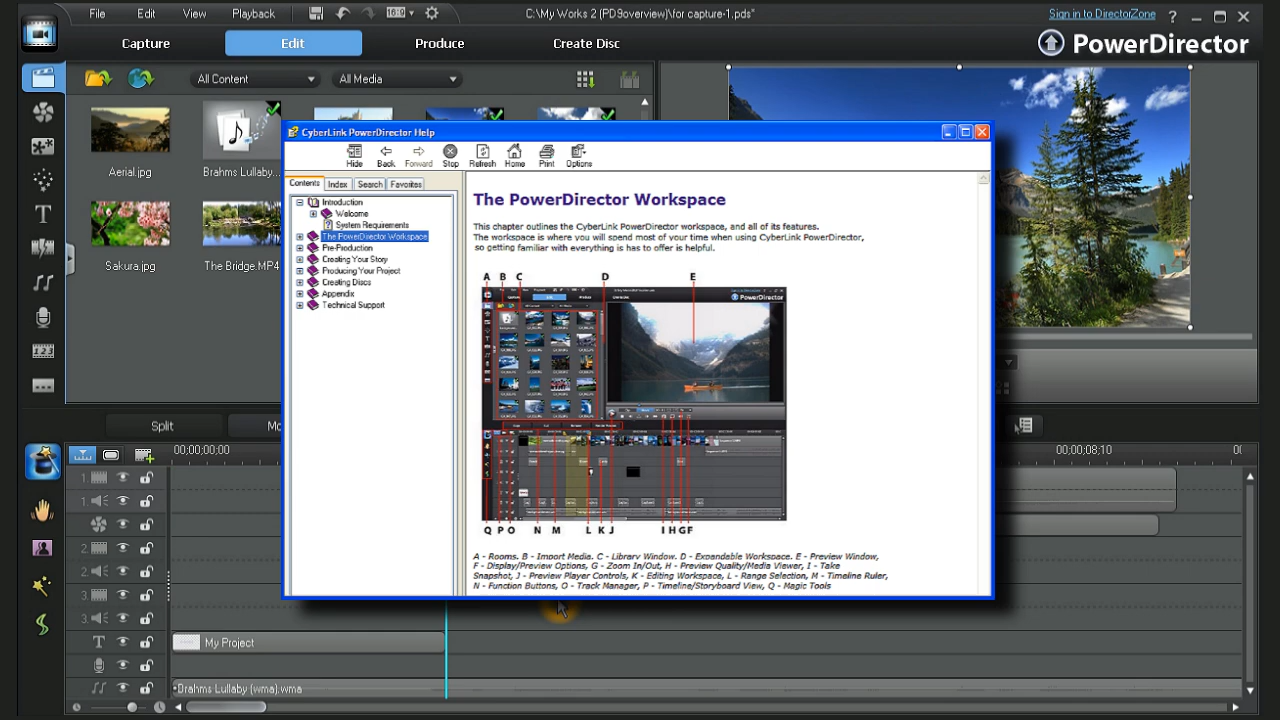 File Edit View Playback 16:9 C:\My Works 2 (PD9overview)\for capture-1.pds* Sign in to DirectorZone ?
Capture Edit Produce Create Disc PowerDirector
All Content All Media
Aerial.jpg Brahms Lullaby...
Sakura.jpg The Bridge.MP4
CyberLink PowerDirector Help
Hide Back Forward Stop Refresh Home Print Options
Contents Index Search Favorites
Introduction
Welcome
System Requirements
The PowerDirector Workspace
Pre-Production
Creating Your Story
Producing Your Project
Creating Discs
Appendix
Technical Support
The PowerDirector Workspace
This chapter outlines the CyberLink PowerDirector workspace, and all of its features.
The workspace is where you will spend most of your time when using CyberLink PowerDirector,
so getting familiar with everything is has to offer is helpful.
A B C D E
PowerDirector
Q P O N M L K J I H G F
A - Rooms, B - Import Media, C - Library Window, D - Expandable Workspace, E - Preview Window,
F - Display/Preview Options, G - Zoom In/Out, H - Preview Quality/Media Viewer, I - Take
Snapshot, J - Preview Player Controls, K - Editing Workspace, L - Range Selection, M - Timeline Ruler,
N - Function Buttons, O - Track Manager, P - Timeline/Storyboard View, Q - Magic Tools
Split Mo
00:00:00:00 00:00:08:10
1.
1.
2.
2.
3.
3.
T My Project
Brahms Lullaby (wma).wma